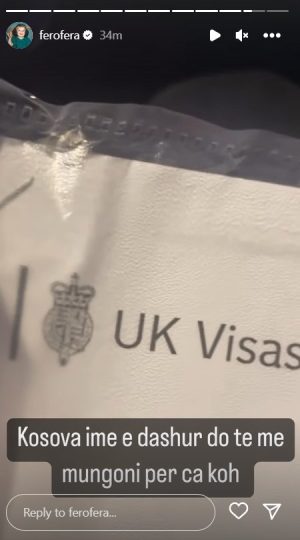 ferofera 34m
UK Visas
Kosova ime e dashur do te me
mungoni per ca koh
Reply to ferofera...